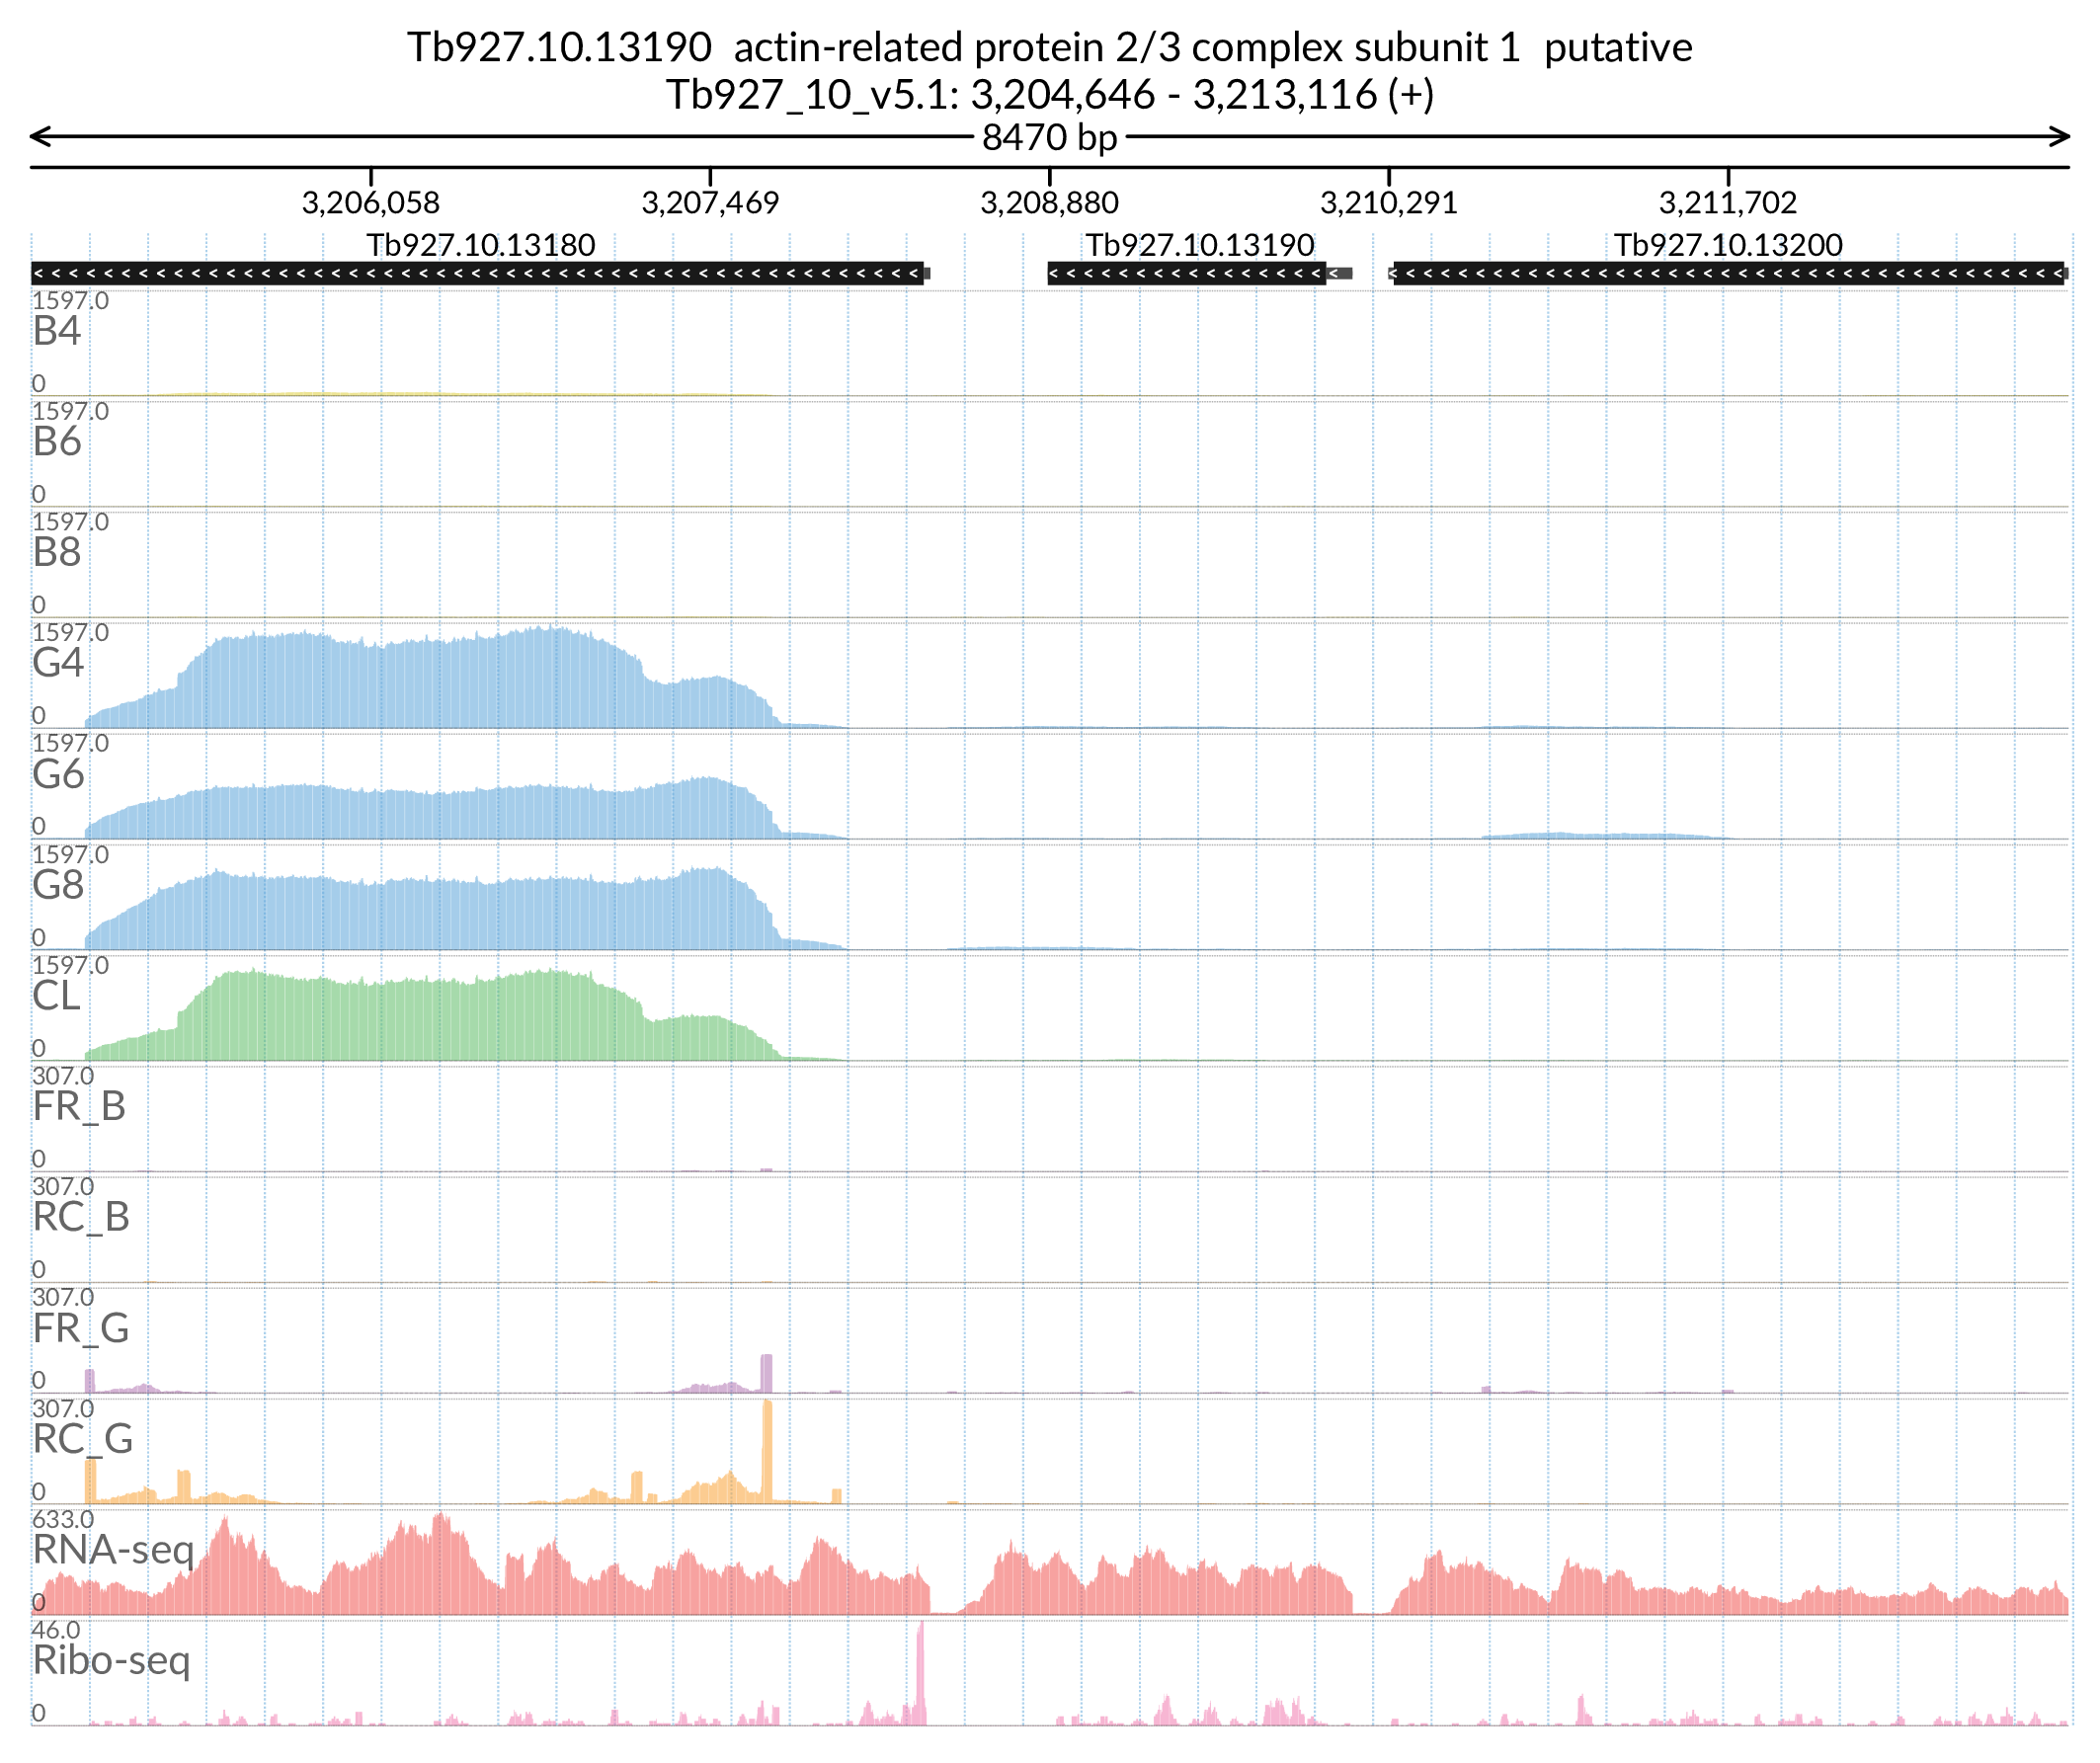 Tb927.10.13190 actin-related protein 2/3 complex subunit 1 putative
Tb927_10_v5.1: 3,204,646 - 3,213,116 (+)
8470 bp
3,206,058 3,207,469 3,208,880 3,210,291 3,211,702
Tb927.10.13180 Tb927.10.13190 Tb927.10.13200
1597.0
B4
0
1597.0
B6
0
1597.0
B8
0
1597.0
G4
0
1597.0
G6
0
1597.0
G8
0
1597.0
CL
0
307.0
FR_B
0
307.0
RC_B
0
307.0
FR_G
0
307.0
RC_G
0
633.0
RNA-seq
0
46.0
Ribo-seq
0